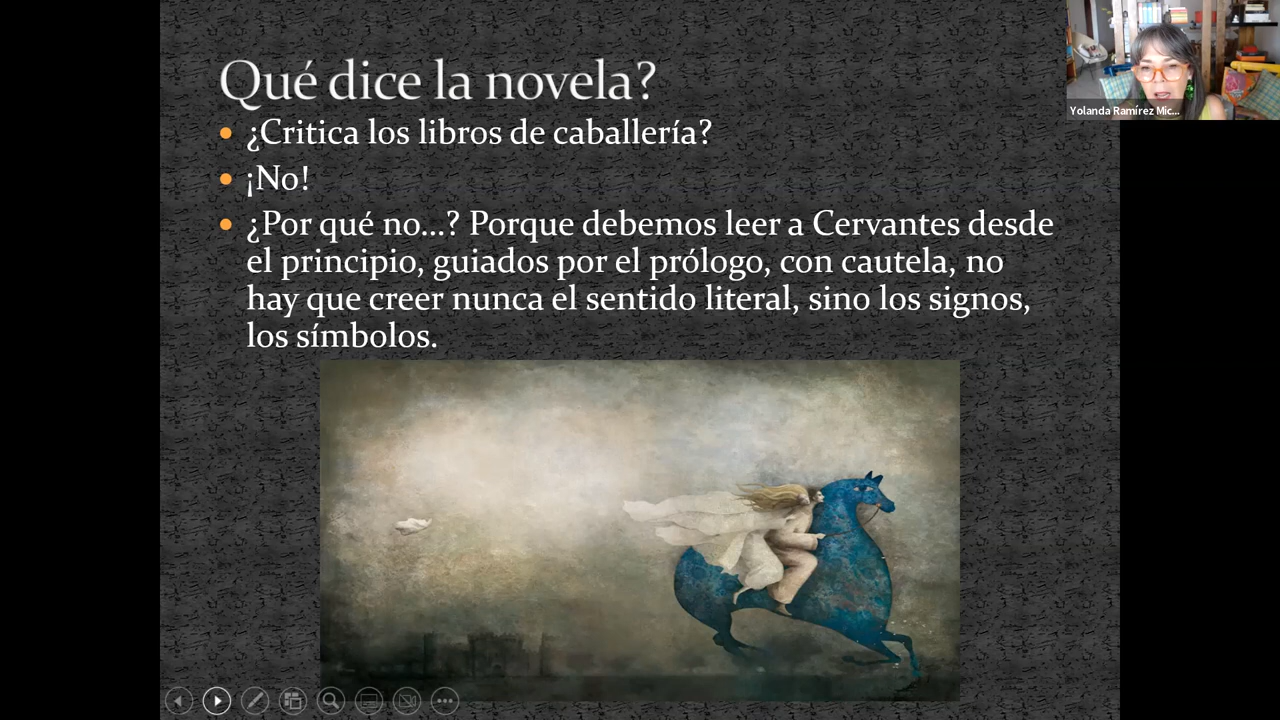 Qué dice la novela?
¿Critica los libros de caballería?
¡No!
¿Por qué no...? Porque debemos leer a Cervantes desde
el principio, guiados por el prólogo, con cautela, no
hay que creer nunca el sentido literal, sino los signos,
los símbolos.
Yolanda Ramírez Mic...